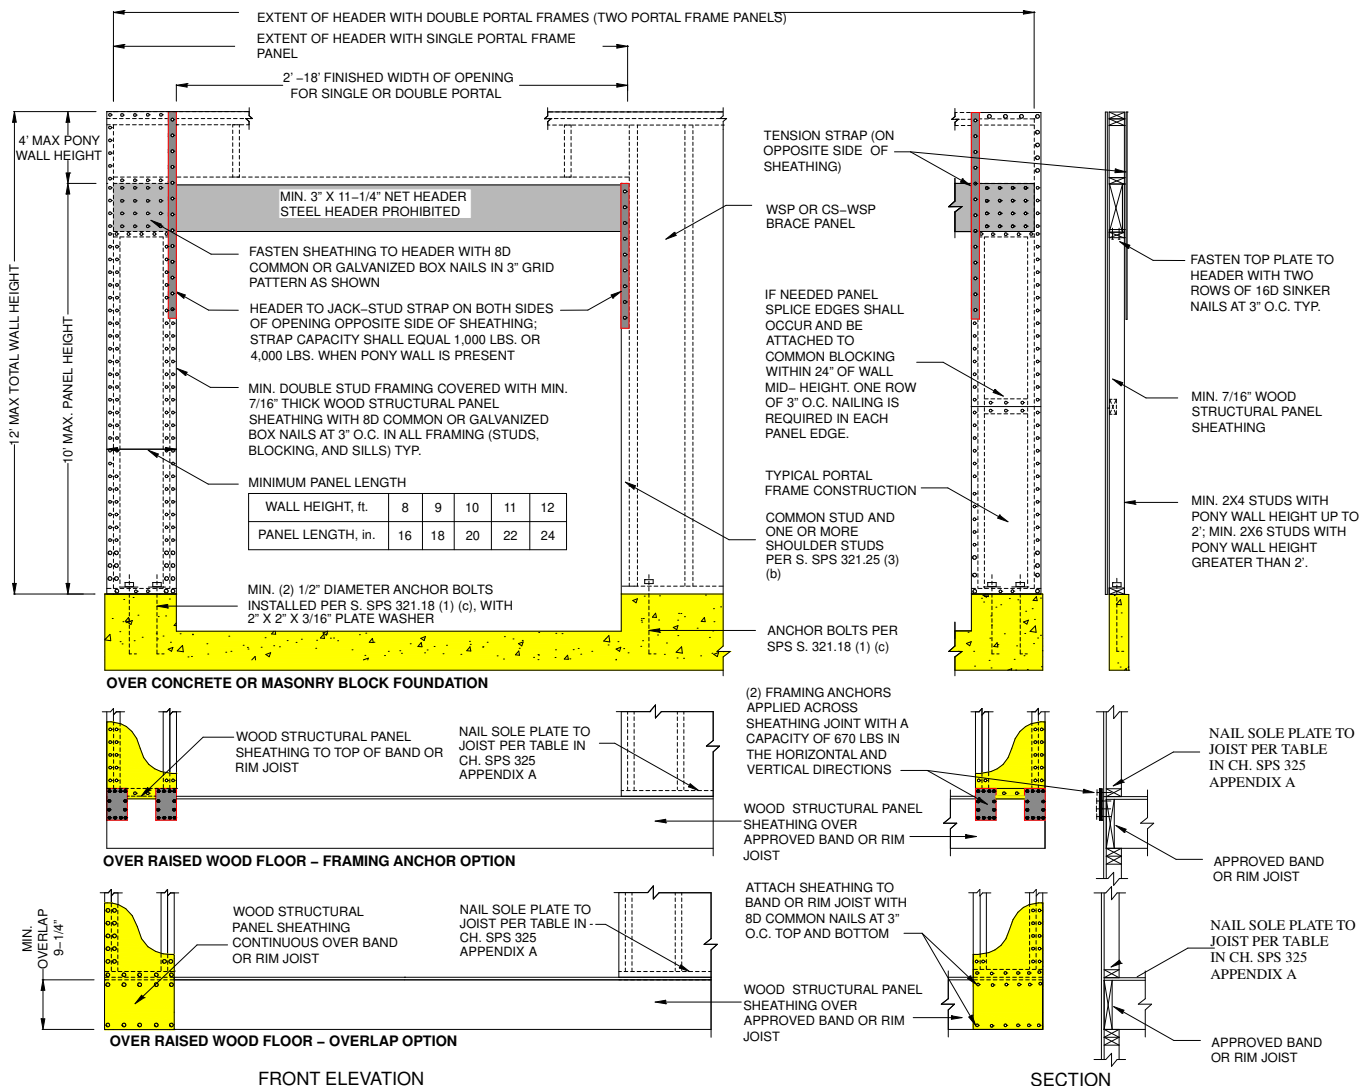 EXTENT OF HEADER WITH DOUBLE PORTAL FRAMES (TWO PORTAL FRAME PANELS)
EXTENT OF HEADER WITH SINGLE PORTAL FRAME
PANEL
2' –18' FINISHED WIDTH OF OPENING
FOR SINGLE OR DOUBLE PORTAL
4' MAX PONY
WALL HEIGHT
12' MAX TOTAL WALL HEIGHT
10' MAX. PANEL HEIGHT
MIN. 3" X 11–1/4" NET HEADER
STEEL HEADER PROHIBITED
FASTEN SHEATHING TO HEADER WITH 8D
COMMON OR GALVANIZED BOX NAILS IN 3" GRID
PATTERN AS SHOWN
HEADER TO JACK–STUD STRAP ON BOTH SIDES
OF OPENING OPPOSITE SIDE OF SHEATHING;
STRAP CAPACITY SHALL EQUAL 1,000 LBS. OR
4,000 LBS. WHEN PONY WALL IS PRESENT
MIN. DOUBLE STUD FRAMING COVERED WITH MIN.
7/16" THICK WOOD STRUCTURAL PANEL
SHEATHING WITH 8D COMMON OR GALVANIZED
BOX NAILS AT 3" O.C. IN ALL FRAMING (STUDS,
BLOCKING, AND SILLS) TYP.
MINIMUM PANEL LENGTH
WALL HEIGHT, ft. 8 9 10 11 12
PANEL LENGTH, in. 16 18 20 22 24
MIN. (2) 1/2" DIAMETER ANCHOR BOLTS
INSTALLED PER S. SPS 321.18 (1) (c), WITH
2" X 2" X 3/16" PLATE WASHER
TENSION STRAP (ON
OPPOSITE SIDE OF
SHEATHING)
WSP OR CS–WSP
BRACE PANEL
IF NEEDED PANEL
SPLICE EDGES SHALL
OCCUR AND BE
ATTACHED TO
COMMON BLOCKING
WITHIN 24" OF WALL
MID– HEIGHT. ONE ROW
OF 3" O.C. NAILING IS
REQUIRED IN EACH
PANEL EDGE.
TYPICAL PORTAL
FRAME CONSTRUCTION
COMMON STUD AND
ONE OR MORE
SHOULDER STUDS
PER S. SPS 321.25 (3)
(b)
ANCHOR BOLTS PER
SPS S. 321.18 (1) (c)
FASTEN TOP PLATE TO
HEADER WITH TWO
ROWS OF 16D SINKER
NAILS AT 3" O.C. TYP.
MIN. 7/16" WOOD
STRUCTURAL PANEL
SHEATHING
MIN. 2X4 STUDS WITH
PONY WALL HEIGHT UP TO
2'; MIN. 2X6 STUDS WITH
PONY WALL HEIGHT
GREATER THAN 2'.
OVER CONCRETE OR MASONRY BLOCK FOUNDATION
WOOD STRUCTURAL PANEL
SHEATHING TO TOP OF BAND OR
RIM JOIST
NAIL SOLE PLATE TO
JOIST PER TABLE IN
CH. SPS 325
APPENDIX A
(2) FRAMING ANCHORS
APPLIED ACROSS
SHEATHING JOINT WITH A
CAPACITY OF 670 LBS IN
THE HORIZONTAL AND
VERTICAL DIRECTIONS
WOOD STRUCTURAL PANEL
SHEATHING OVER
APPROVED BAND OR RIM
JOIST
NAIL SOLE PLATE TO
JOIST PER TABLE
IN CH. SPS 325
APPENDIX A
APPROVED BAND
OR RIM JOIST
OVER RAISED WOOD FLOOR – FRAMING ANCHOR OPTION
MIN.
OVERLAP
9–1/4"
WOOD STRUCTURAL
PANEL SHEATHING
CONTINUOUS OVER BAND
OR RIM JOIST
NAIL SOLE PLATE TO
JOIST PER TABLE IN
CH. SPS 325
APPENDIX A
ATTACH SHEATHING TO
BAND OR RIM JOIST WITH
8D COMMON NAILS AT 3"
O.C. TOP AND BOTTOM
WOOD STRUCTURAL PANEL
SHEATHING OVER
APPROVED BAND OR RIM
JOIST
NAIL SOLE PLATE TO
JOIST PER TABLE
IN CH. SPS 325
APPENDIX A
APPROVED BAND
OR RIM JOIST
OVER RAISED WOOD FLOOR – OVERLAP OPTION
FRONT ELEVATION
SECTION